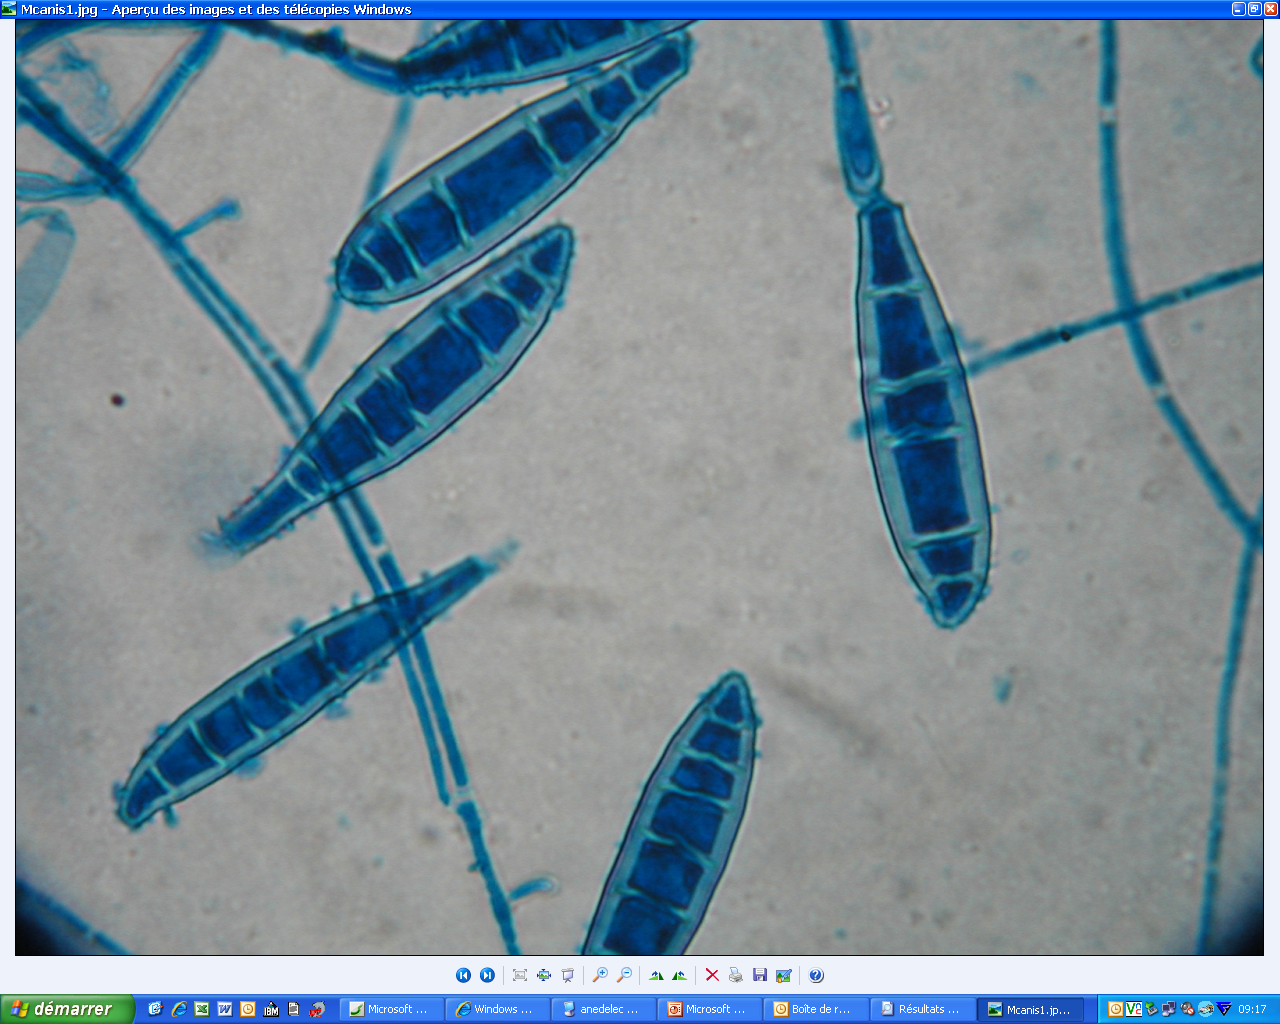 Mcanis1.jpg - Aperçu des images et des télécopies Windows
démarrer
IBM
Microsoft ...
Windows ...
anedelec ...
Microsoft ...
Boîte de r...
Résultats ...
Mcanis1.jp...
09:17